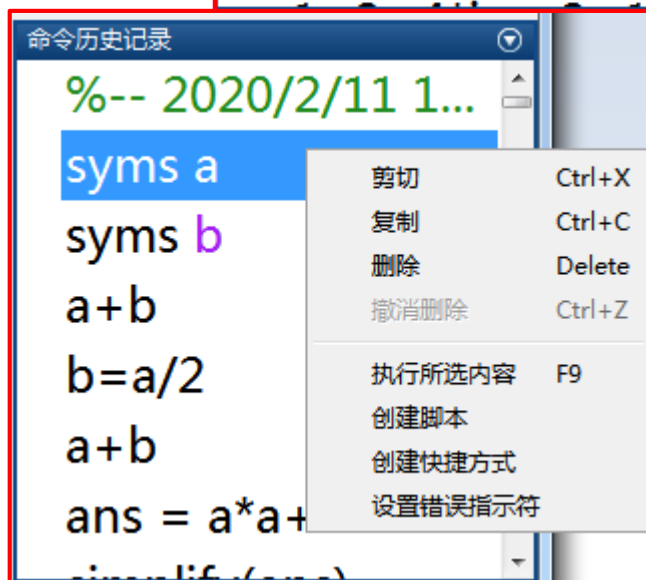 命令历史记录
%-- 2020/2/11 1...
syms a
syms b
a+b
b=a/2
a+b
ans = a*a+
剪切 Ctrl+X
复制 Ctrl+C
删除 Delete
撤消删除 Ctrl+Z
执行所选内容 F9
创建脚本
创建快捷方式
设置错误指示符